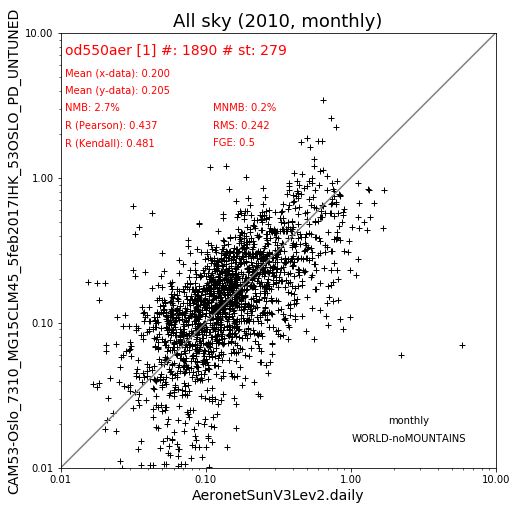 All sky (2010, monthly)
od550aer [1] #: 1890 # st: 279
Mean (x-data): 0.200
Mean (y-data): 0.205
NMB: 2.7% MNMB: 0.2%
R (Pearson): 0.437 RMS: 0.242
R (Kendall): 0.481 FGE: 0.5
CAM53-Oslo_7310_MG15CLM45_5feb2017IHK_53OSLO_PD_UNTUNED
10.00
1.00
0.10
0.01
monthly
WORLD-noMOUNTAINS
0.01 0.10 1.00 10.00
AeronetSunV3Lev2.daily